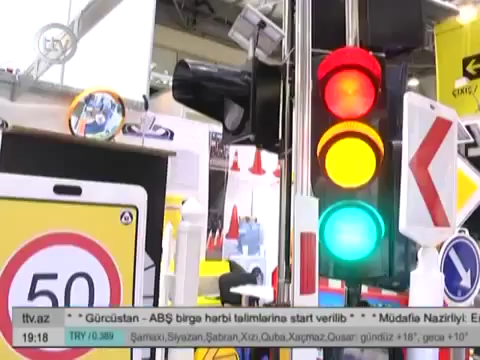 ttv
ÇIXIŞ
50
ttv.az
* * Gürcüstan - ABŞ birgə hərbi təlimlərinə start verilib * * * *Müdafiə Nazirliyi: E
19:18
TRY / 0.389
Şamaxı,Siyəzən,Şabran,Xızı,Quba,Xaçmaz,Qusar: gündüz +18°, gecə +10°